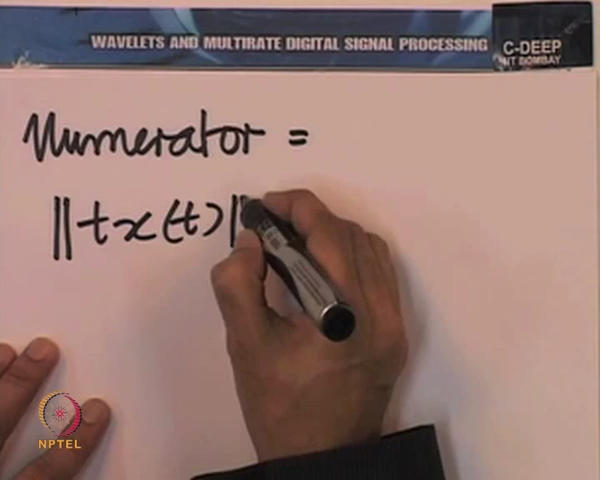 WAVELETS AND MULTIRATE DIGITAL SIGNAL PROCESSING
C-DEEP
IIT BOMBAY
Numerator =
||tx(t)||
NPTEL